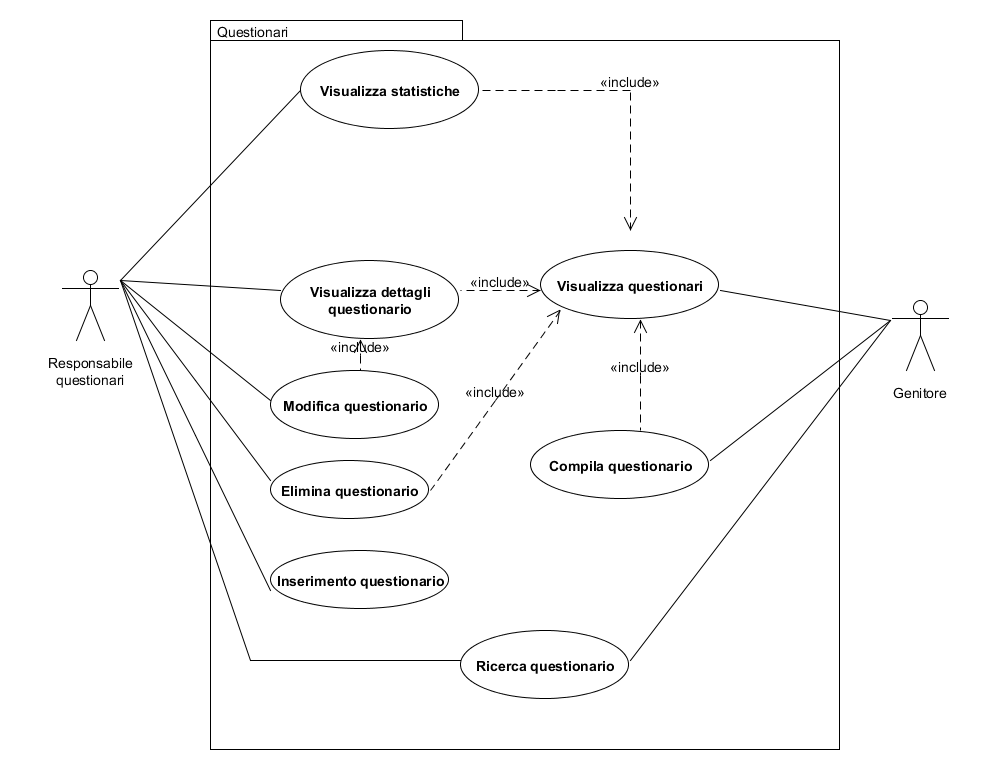 Questionari
Visualizza statistiche
«include»
Visualizza dettagli
questionario
«include»
Visualizza questionari
«include»
Responsabile
questionari
«include»
«include»
Genitore
Modifica questionario
Compila questionario
Elimina questionario
Inserimento questionario
Ricerca questionario